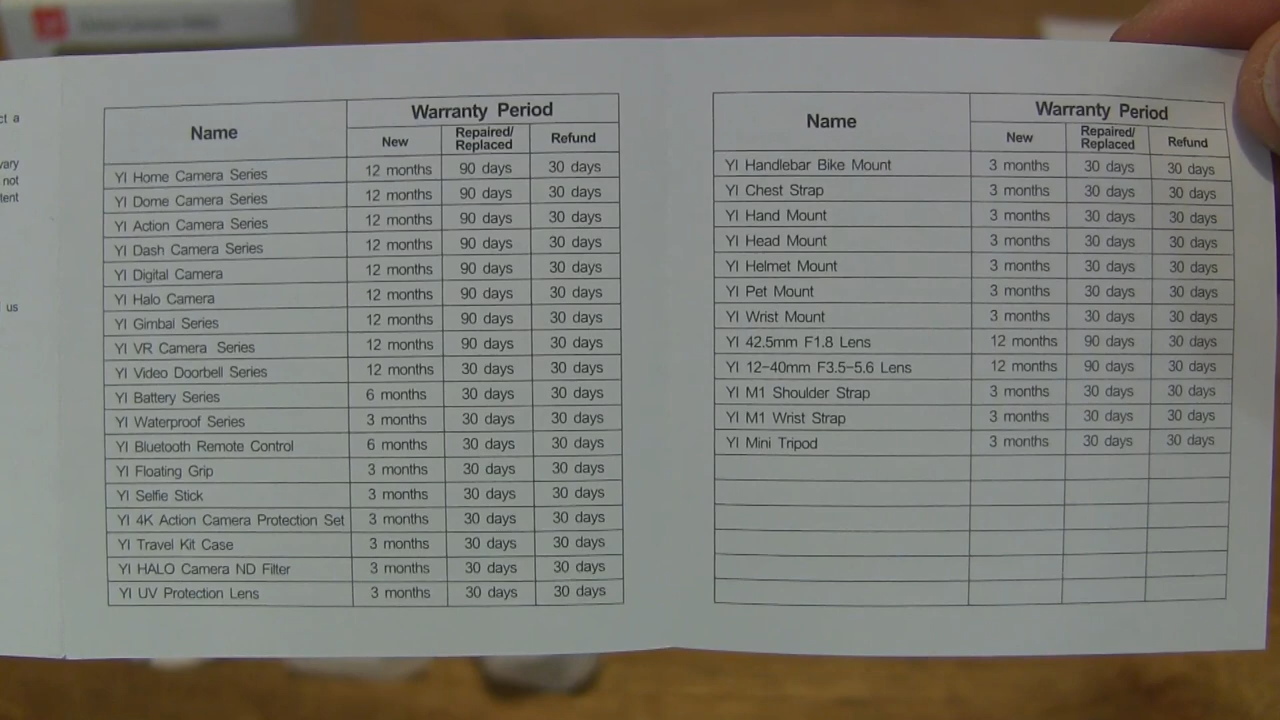 ct a
vary
not
tent
us
Name Warranty Period
New Repaired/ Replaced Refund
YI Home Camera Series 12 months 90 days 30 days
YI Dome Camera Series 12 months 90 days 30 days
YI Action Camera Series 12 months 90 days 30 days
YI Dash Camera Series 12 months 90 days 30 days
YI Digital Camera 12 months 90 days 30 days
YI Halo Camera 12 months 90 days 30 days
YI Gimbal Series 12 months 90 days 30 days
YI VR Camera Series 12 months 90 days 30 days
YI Video Doorbell Series 12 months 30 days 30 days
YI Battery Series 6 months 30 days 30 days
YI Waterproof Series 3 months 30 days 30 days
YI Bluetooth Remote Control 6 months 30 days 30 days
YI Floating Grip 3 months 30 days 30 days
YI Selfie Stick 3 months 30 days 30 days
YI 4K Action Camera Protection Set 3 months 30 days 30 days
YI Travel Kit Case 3 months 30 days 30 days
YI HALO Camera ND Filter 3 months 30 days 30 days
YI UV Protection Lens 3 months 30 days 30 days
Name Warranty Period
New Repaired/ Replaced Refund
YI Handlebar Bike Mount 3 months 30 days 30 days
YI Chest Strap 3 months 30 days 30 days
YI Hand Mount 3 months 30 days 30 days
YI Head Mount 3 months 30 days 30 days
YI Helmet Mount 3 months 30 days 30 days
YI Pet Mount 3 months 30 days 30 days
YI Wrist Mount 3 months 30 days 30 days
YI 42.5mm F1.8 Lens 12 months 90 days 30 days
YI 12-40mm F3.5-5.6 Lens 12 months 90 days 30 days
YI M1 Shoulder Strap 3 months 30 days 30 days
YI M1 Wrist Strap 3 months 30 days 30 days
YI Mini Tripod 3 months 30 days 30 days